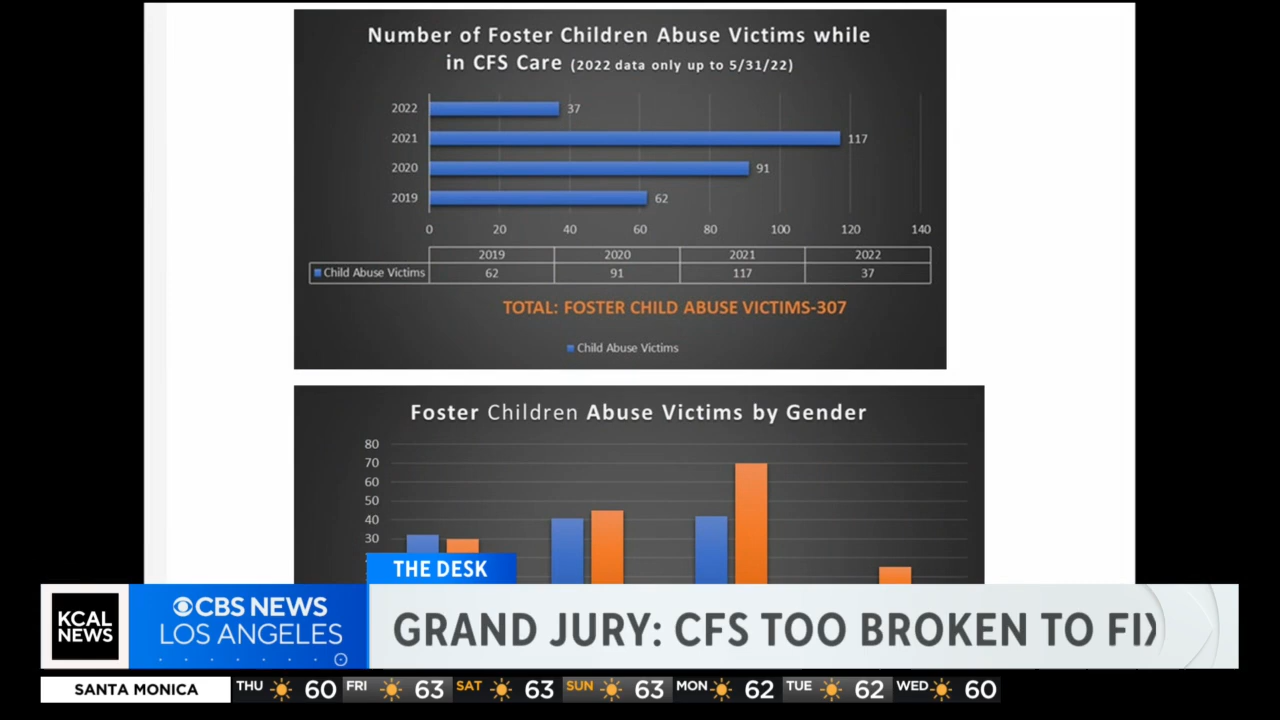 Number of Foster Children Abuse Victims while
in CFS Care (2022 data only up to 5/31/22)
2022 37
2021 117
2020 91
2019 62
0 20 40 60 80 100 120 140
2019 2020 2021 2022
Child Abuse Victims 62 91 117 37
TOTAL: FOSTER CHILD ABUSE VICTIMS-307
Child Abuse Victims
Foster Children Abuse Victims by Gender
80
70
60
50
40
30
THE DESK
KCAL
NEWS
CBS NEWS
LOS ANGELES
GRAND JURY: CFS TOO BROKEN TO FIX
SANTA MONICA THU 60 FRI 63 SAT 63 SUN 63 MON 62 TUE 62 WED 60